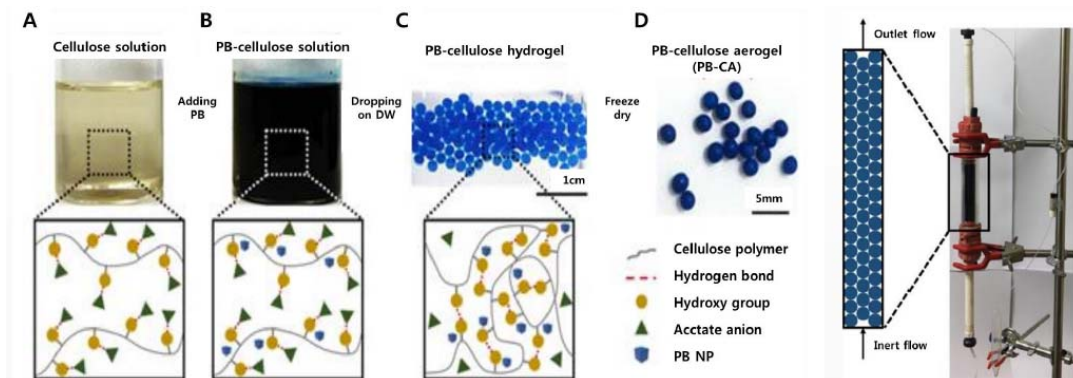 A
Cellulose solution
B
PB-cellulose solution
C
PB-cellulose hydrogel
D
PB-cellulose aerogel
(PB-CA)
Adding
PB
Dropping
on DW
Freeze
dry
1cm
5mm
Cellulose polymer
Hydrogen bond
Hydroxy group
Acctate anion
PB NP
Outlet flow
Inert flow